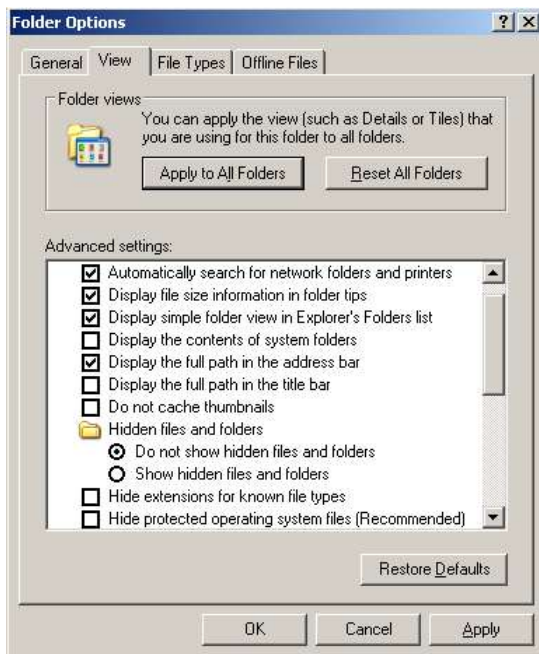 Folder Options
General View File Types Offline Files
Folder views
You can apply the view (such as Details or Tiles) that
you are using for this folder to all folders.
Apply to All Folders Reset All Folders
Advanced settings:
Automatically search for network folders and printers
Display file size information in folder tips
Display simple folder view in Explorer's Folders list
Display the contents of system folders
Display the full path in the address bar
Display the full path in the title bar
Do not cache thumbnails
Hidden files and folders
Do not show hidden files and folders
Show hidden files and folders
Hide extensions for known file types
Hide protected operating system files (Recommended)
Restore Defaults
OK Cancel Apply